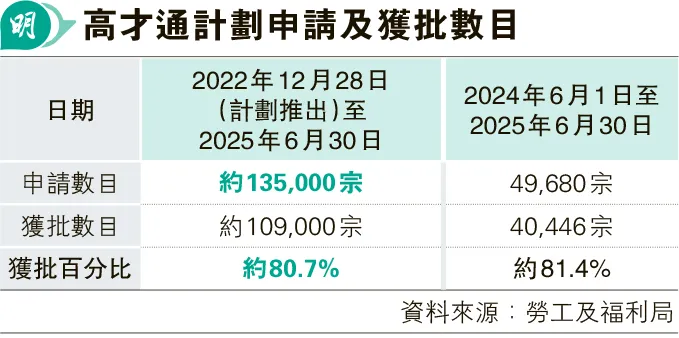 明 高才通計劃申請及獲批數目
日期
2022年12月28日
(計劃推出)至
2025年6月30日
2024年6月1日至
2025年6月30日
申請數目 約135,000宗 49,680宗
獲批數目 約109,000宗 40,446宗
獲批百分比 約80.7% 約81.4%
資料來源：勞工及福利局